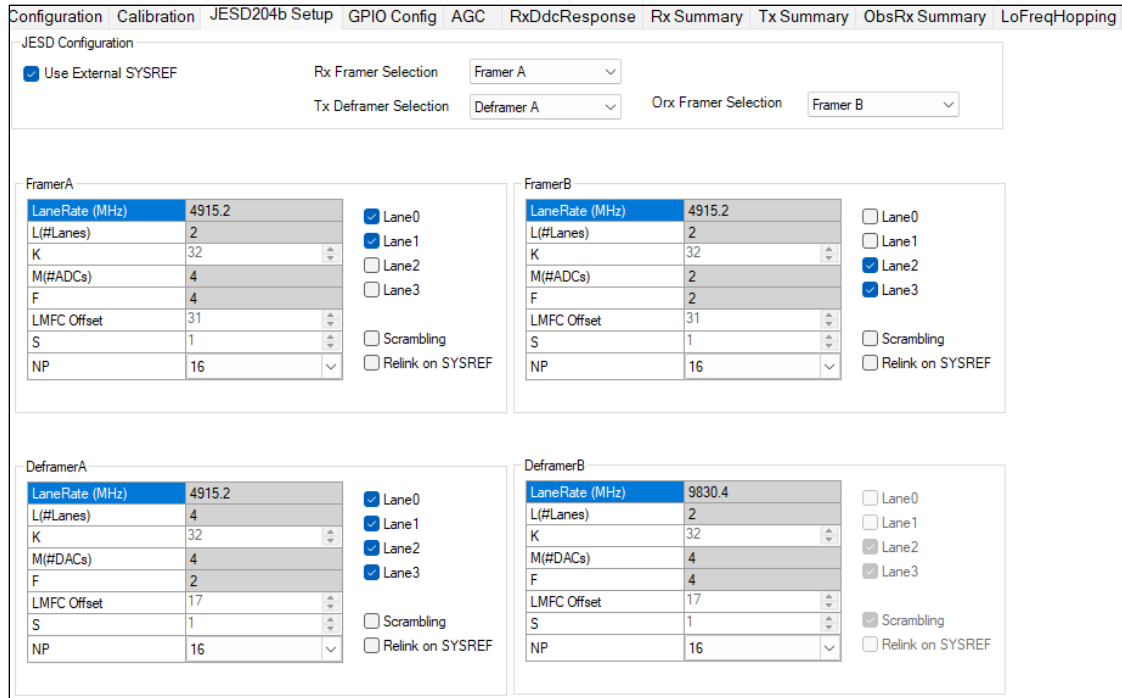 Configuration Calibration JESD204b Setup GPIO Config AGC RxDdcResponse Rx Summary Tx Summary ObsRx Summary LoFreqHopping
JESD Configuration
Use External SYSREF Rx Framer Selection Framer A
Tx Deframer Selection Deframer A Orx Framer Selection Framer B
FramerA
LaneRate (MHz) 4915.2
L(#Lanes) 2
K 32
M(#ADCs) 4
F 4
LMFC Offset 31
S 1
NP 16
Lane0
Lane1
Lane2
Lane3
Scrambling
Relink on SYSREF
FramerB
LaneRate (MHz) 4915.2
L(#Lanes) 2
K 32
M(#ADCs) 2
F 2
LMFC Offset 31
S 1
NP 16
Lane0
Lane1
Lane2
Lane3
Scrambling
Relink on SYSREF
DeframerA
LaneRate (MHz) 4915.2
L(#Lanes) 4
K 32
M(#DACs) 4
F 2
LMFC Offset 17
S 1
NP 16
Lane0
Lane1
Lane2
Lane3
Scrambling
Relink on SYSREF
DeframerB
LaneRate (MHz) 9830.4
L(#Lanes) 2
K 32
M(#DACs) 4
F 4
LMFC Offset 17
S 1
NP 16
Lane0
Lane1
Lane2
Lane3
Scrambling
Relink on SYSREF